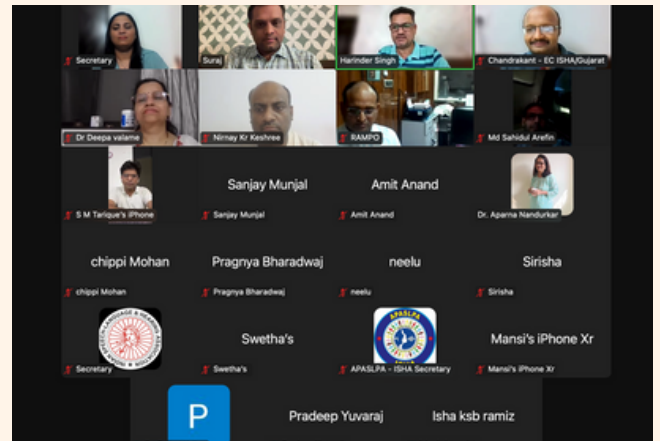 Secretary
Suraj
Harinder Singh
Chandrakant - EC ISHA/Gujarat
Dr Deepa valame
Nirnay Kr Keshree
RAMPO
Md Sahidul Arefin
S M Tarique's iPhone
Sanjay Munjal
Sanjay Munjal
Amit Anand
Amit Anand
Dr. Aparna Nandurkar
chippi Mohan
chippi Mohan
Pragnya Bharadwaj
Pragnya Bharadwaj
neelu
neelu
Sirisha
Sirisha
Secretary
Swetha's
Swetha's
APASLPA
APASLPA - ISHA Secretary
Mansi's iPhone Xr
Mansi's iPhone Xr
P
Pradeep Yuvaraj
Isha ksb ramiz